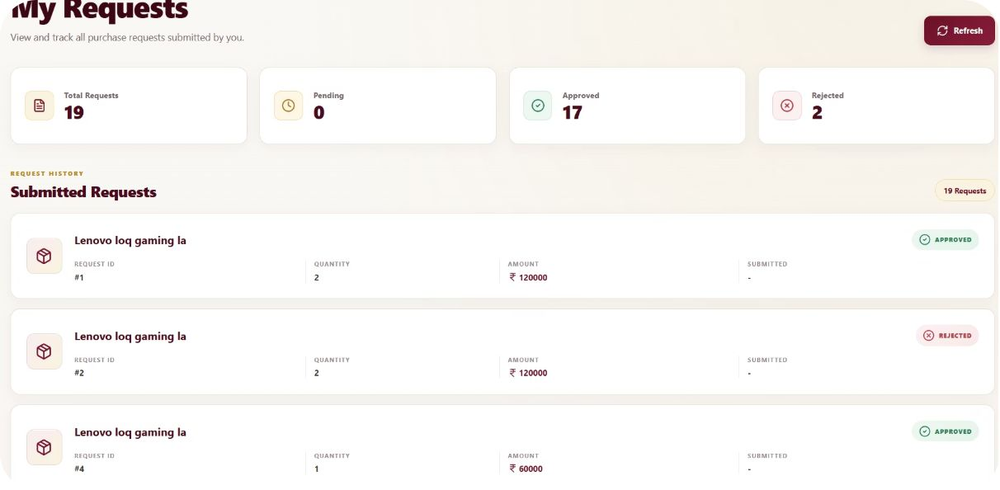 My Requests
View and track all purchase requests submitted by you.
Refresh
Total Requests
19
Pending
0
Approved
17
Rejected
2
REQUEST HISTORY
Submitted Requests
19 Requests
Lenovo loq gaming la
APPROVED
REQUEST ID
#1
QUANTITY
2
AMOUNT
₹ 120000
SUBMITTED
-
Lenovo loq gaming la
REJECTED
REQUEST ID
#2
QUANTITY
2
AMOUNT
₹ 120000
SUBMITTED
-
Lenovo loq gaming la
APPROVED
REQUEST ID
#4
QUANTITY
1
AMOUNT
₹ 60000
SUBMITTED
-